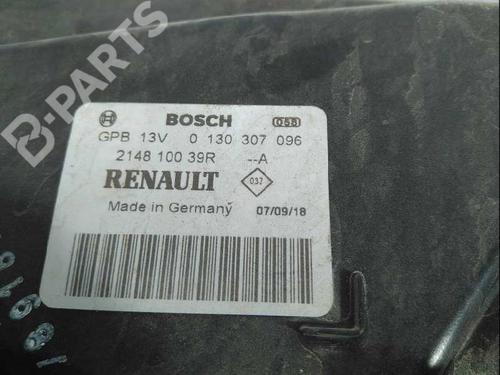 B-PARTS
BOSCH 058
GPB 13V 0 130 307 096
2148 100 39R --A
RENAULT 037
Made in Germany 07/09/18